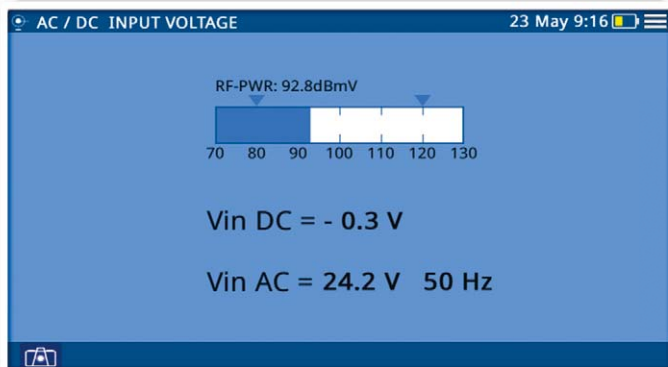 AC / DC INPUT VOLTAGE 23 May 9:16
RF-PWR: 92.8dBmV
70 80 90 100 110 120 130
Vin DC = - 0.3 V
Vin AC = 24.2 V 50 Hz